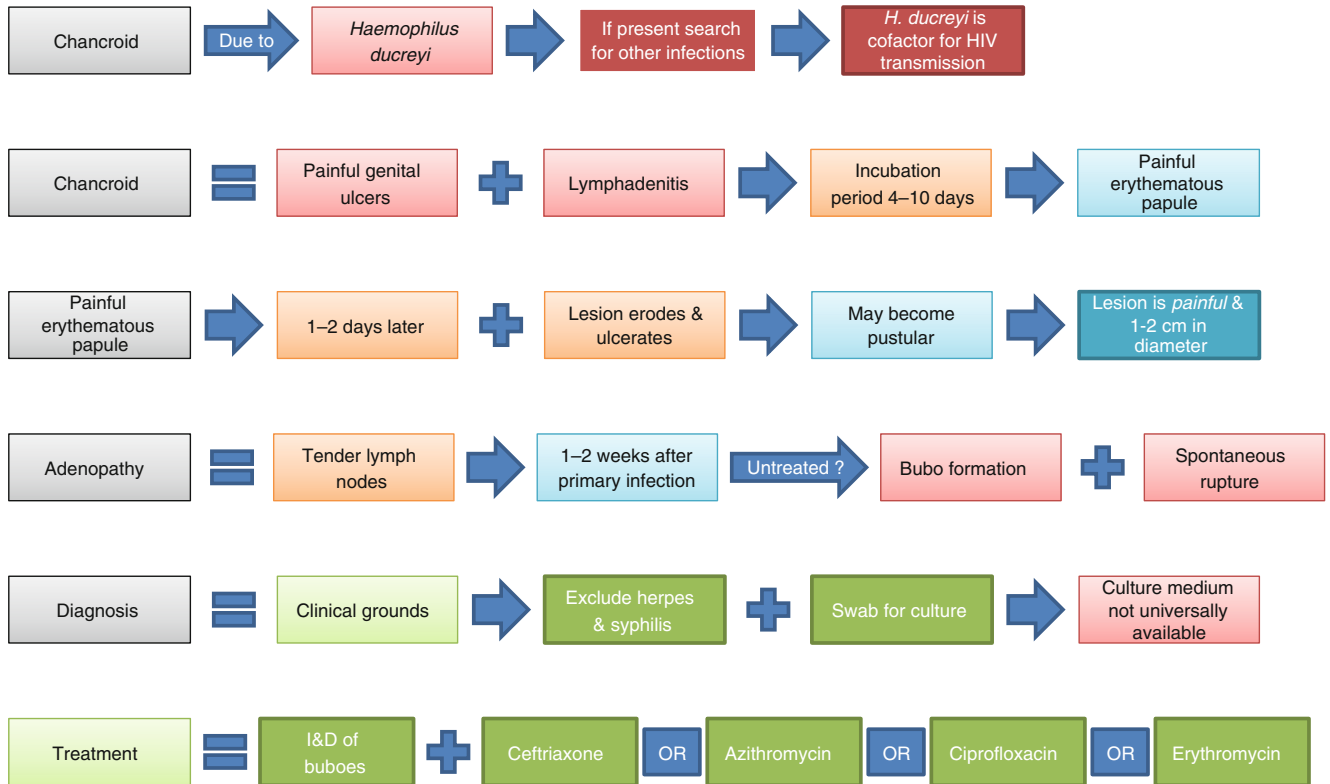 Chancroid
Due to
Haemophilus
ducreyi
If present search
for other infections
H. ducreyi is
cofactor for HIV
transmission
Chancroid
Painful genital
ulcers
Lymphadenitis
Incubation
period 4–10 days
Painful
erythematous
papule
Painful
erythematous
papule
1–2 days later
Lesion erodes &
ulcerates
May become
pustular
Lesion is painful &
1-2 cm in
diameter
Adenopathy
Tender lymph
nodes
1–2 weeks after
primary infection
Untreated ?
Bubo formation
Spontaneous
rupture
Diagnosis
Clinical grounds
Exclude herpes
& syphilis
Swab for culture
Culture medium
not universally
available
Treatment
I&D of
buboes
Ceftriaxone
OR
Azithromycin
OR
Ciprofloxacin
OR
Erythromycin